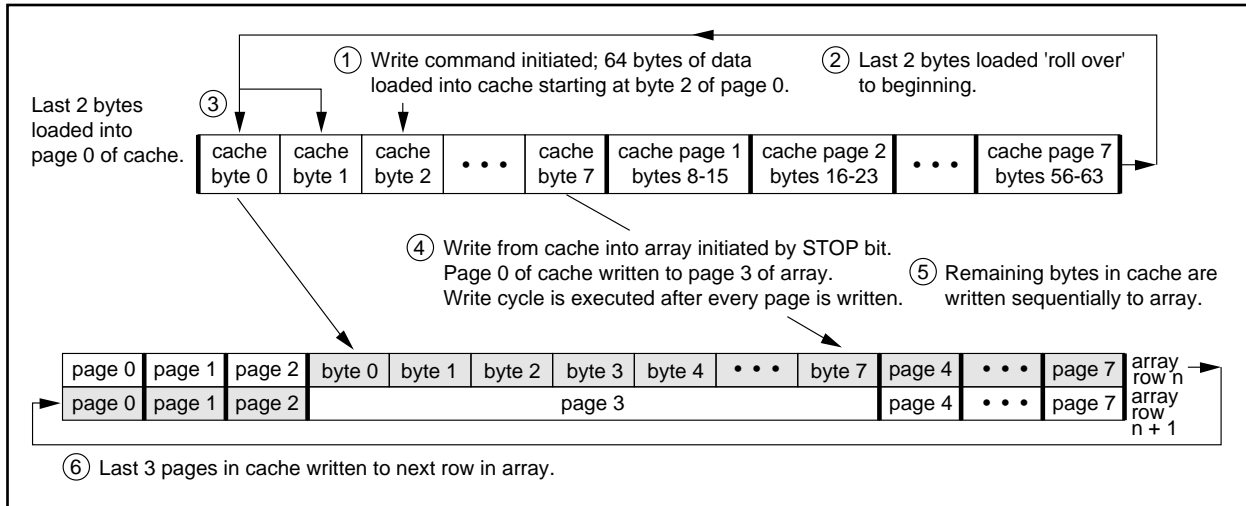 ① Write command initiated; 64 bytes of data
loaded into cache starting at byte 2 of page 0.
② Last 2 bytes loaded 'roll over'
to beginning.
Last 2 bytes
loaded into
page 0 of cache.
③
cache byte 0 cache byte 1 cache byte 2 • • • cache byte 7 cache page 1 bytes 8-15 cache page 2 bytes 16-23 • • • cache page 7 bytes 56-63
④ Write from cache into array initiated by STOP bit.
Page 0 of cache written to page 3 of array.
Write cycle is executed after every page is written.
⑤ Remaining bytes in cache are
written sequentially to array.
page 0 page 1 page 2 byte 0 byte 1 byte 2 byte 3 byte 4 • • • byte 7 page 4 • • • page 7 array row n
page 0 page 1 page 2 page 3 page 4 • • • page 7 array row n + 1
⑥ Last 3 pages in cache written to next row in array.